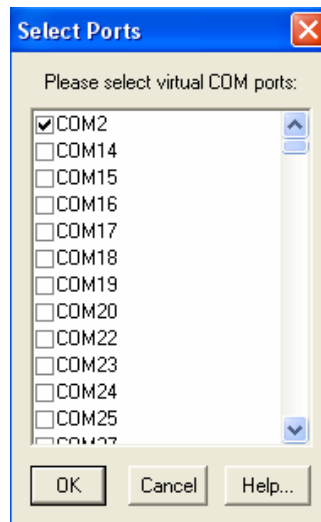 Select Ports
Please select virtual COM ports:
COM2
COM14
COM15
COM16
COM17
COM18
COM19
COM20
COM22
COM23
COM24
COM25
COM27
OK
Cancel
Help...